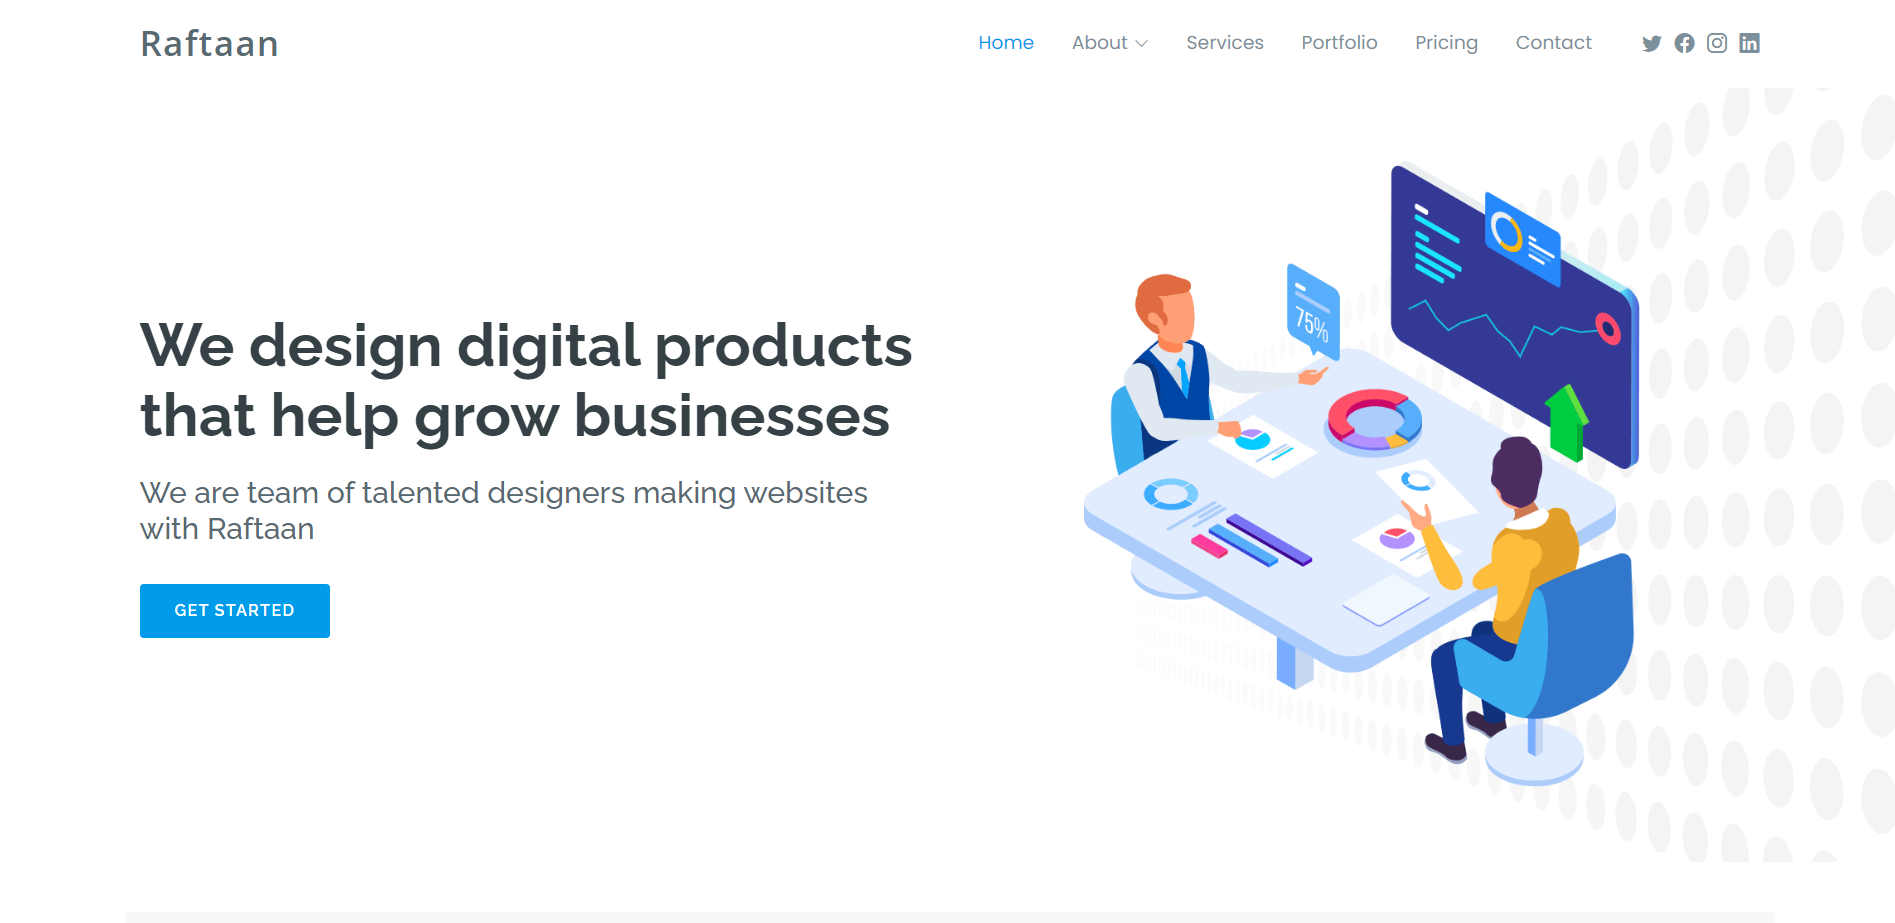 Raftaan
Home About Services Portfolio Pricing Contact
We design digital products
that help grow businesses
We are team of talented designers making websites
with Raftaan
GET STARTED
75%